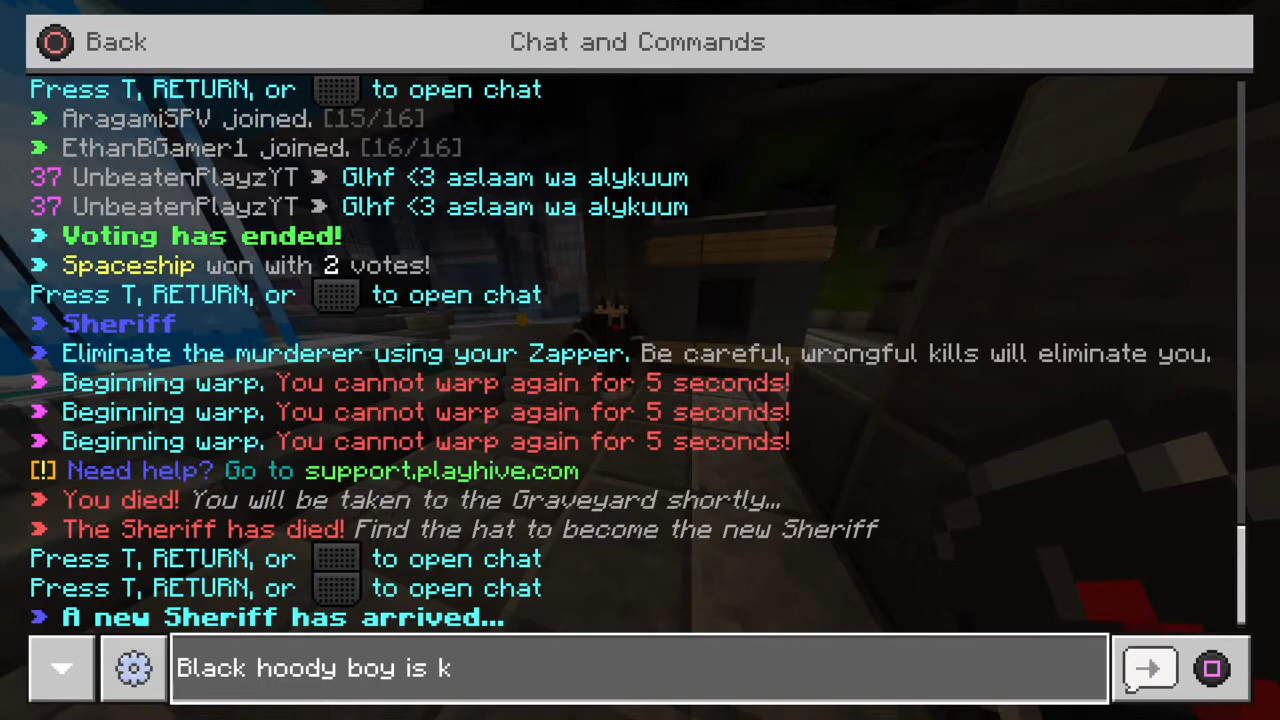 Back
Chat and Commands
Press T, RETURN, or to open chat
AragamiSPV joined. [15/16]
EthanBGamer1 joined. [16/16]
37 UnbeatenPlayzYT Glhf <3 aslaam wa alykuum
37 UnbeatenPlayzYT Glhf <3 aslaam wa alykuum
Voting has ended!
Spaceship won with 2 votes!
Press T, RETURN, or to open chat
Sheriff
Eliminate the murderer using your Zapper. Be careful, wrongful kills will eliminate you.
Beginning warp. You cannot warp again for 5 seconds!
Beginning warp. You cannot warp again for 5 seconds!
Beginning warp. You cannot warp again for 5 seconds!
[!] Need help? Go to support.playhive.com
You died! You will be taken to the Graveyard shortly...
The Sheriff has died! Find the hat to become the new Sheriff
Press T, RETURN, or to open chat
Press T, RETURN, or to open chat
A new Sheriff has arrived...
Black hoody boy is k